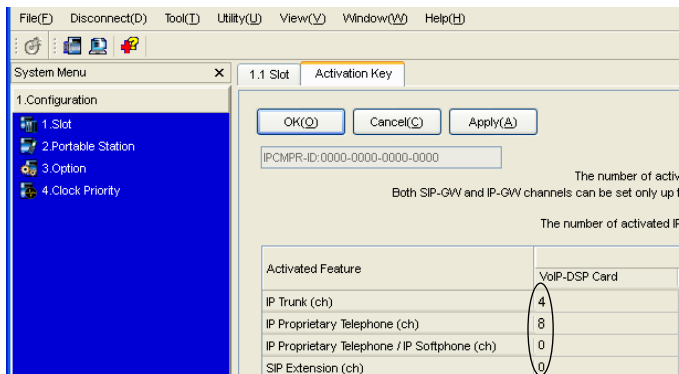 File(F) Disconnect(D) Tool(T) Utility(U) View(V) Window(W) Help(H)
System Menu X
1.1 Slot Activation Key
1.Configuration
1.Slot
2.Portable Station
3.Option
4.Clock Priority
OK(O) Cancel(C) Apply(A)
IPCMPR-ID:0000-0000-0000-0000
The number of activ
Both SIP-GW and IP-GW channels can be set only up t
The number of activated IP
Activated Feature
VoIP-DSP Card
IP Trunk (ch) 4
IP Proprietary Telephone (ch) 8
IP Proprietary Telephone / IP Softphone (ch) 0
SIP Extension (ch) 0